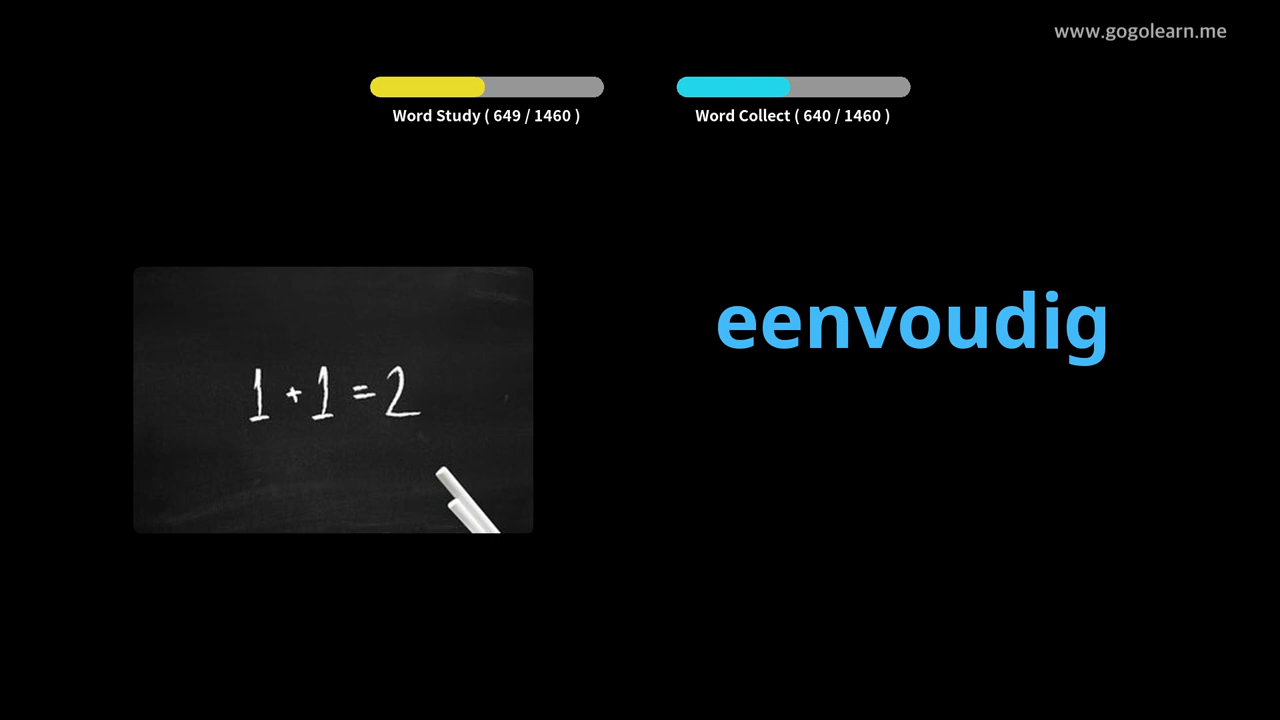 www.gogolearn.me
Word Study ( 649 / 1460 )
Word Collect ( 640 / 1460 )
eenvoudig
1 + 1 = 2